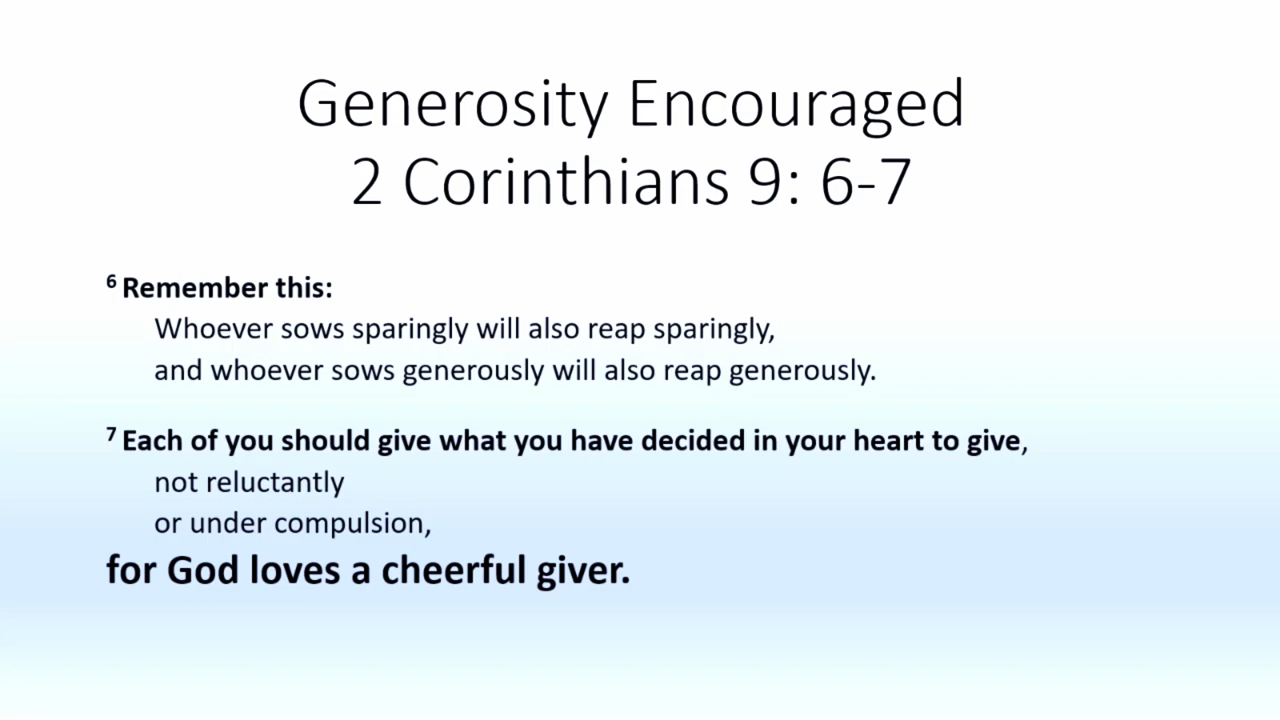 Generosity Encouraged
2 Corinthians 9: 6-7
6 Remember this:
Whoever sows sparingly will also reap sparingly,
and whoever sows generously will also reap generously.
7 Each of you should give what you have decided in your heart to give,
not reluctantly
or under compulsion,
for God loves a cheerful giver.